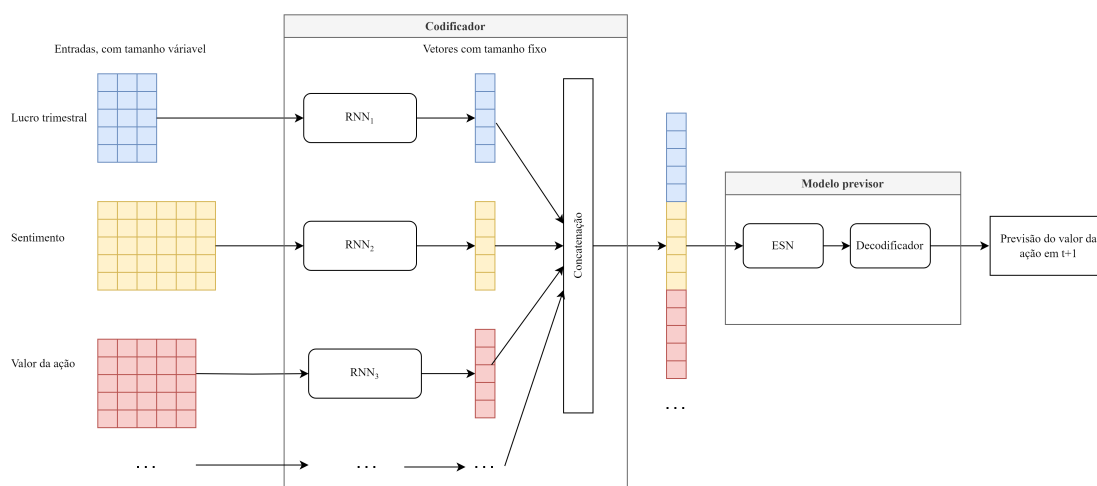 Codificador
Entradas, com tamanho váriavel
Vetores com tamanho fixo
Lucro trimestral
RNN1
Sentimento
RNN2
Valor da ação
RNN3
Concatenação
Modelo previsor
ESN
Decodificador
Previsão do valor da
ação em t+1
...
...
...
...